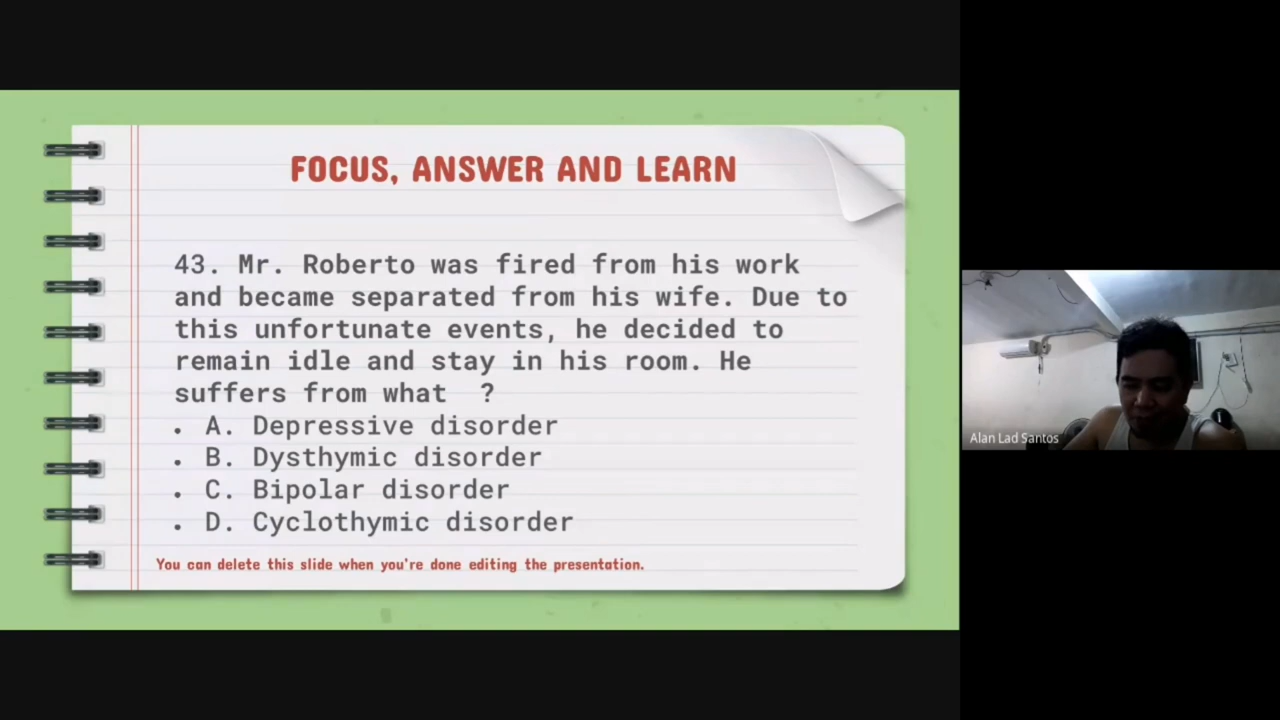 FOCUS, ANSWER AND LEARN
43. Mr. Roberto was fired from his work
and became separated from his wife. Due to
this unfortunate events, he decided to
remain idle and stay in his room. He
suffers from what  ?
• A. Depressive disorder
• B. Dysthymic disorder
• C. Bipolar disorder
• D. Cyclothymic disorder
You can delete this slide when you're done editing the presentation.
Alan Lad Santos